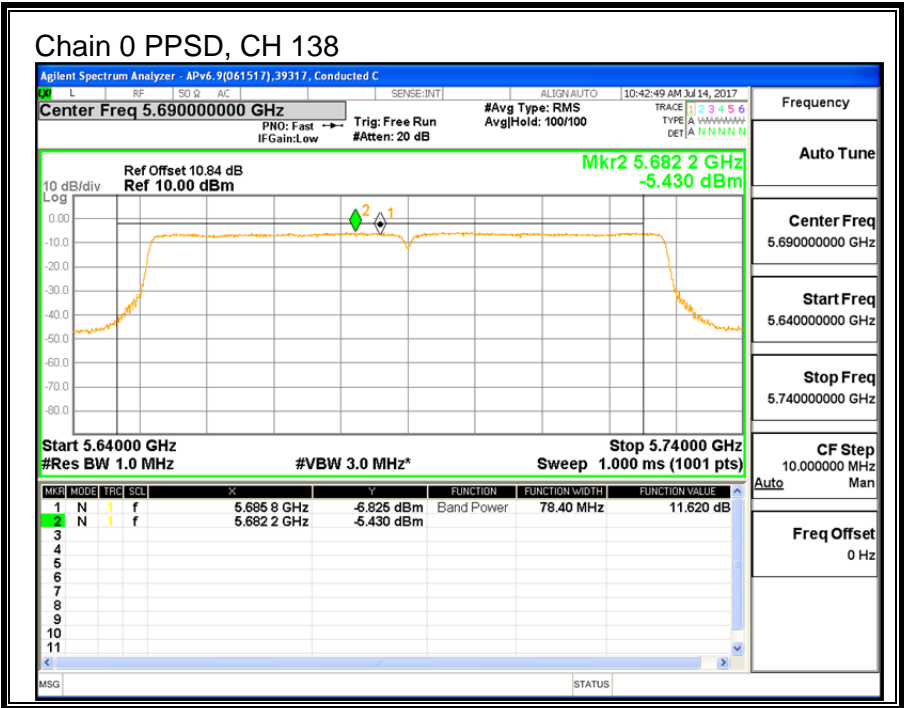 Chain 0 PPSD, CH 138
Agilent Spectrum Analyzer - APv6.9(061517),39317, Conducted C
L RF 50 Ω AC SENSE:INT ALIGN AUTO 10:42:49 AM Jul 14, 2017
Center Freq 5.690000000 GHz
PNO: Fast
IFGain:Low
Trig: Free Run
#Atten: 20 dB
#Avg Type: RMS
Avg|Hold: 100/100
TRACE 1 2 3 4 5 6
TYPE A
DET A N N N N N
Mkr2 5.682 2 GHz
-5.430 dBm
Ref Offset 10.84 dB
10 dB/div Ref 10.00 dBm
Log
0.00
-10.0
-20.0
-30.0
-40.0
-50.0
-60.0
-70.0
-80.0
2
1
Start 5.64000 GHz Stop 5.74000 GHz
#Res BW 1.0 MHz #VBW 3.0 MHz* Sweep 1.000 ms (1001 pts)
MKR MODE TRC SCL X Y FUNCTION FUNCTION WIDTH FUNCTION VALUE
1 N 1 f 5.685 8 GHz -6.825 dBm Band Power 78.40 MHz 11.620 dB
2 N 1 f 5.682 2 GHz -5.430 dBm
3
4
5
6
7
8
9
10
11
MSG STATUS
Frequency
Auto Tune
Center Freq
5.690000000 GHz
Start Freq
5.640000000 GHz
Stop Freq
5.740000000 GHz
CF Step
10.000000 MHz
Auto Man
Freq Offset
0 Hz